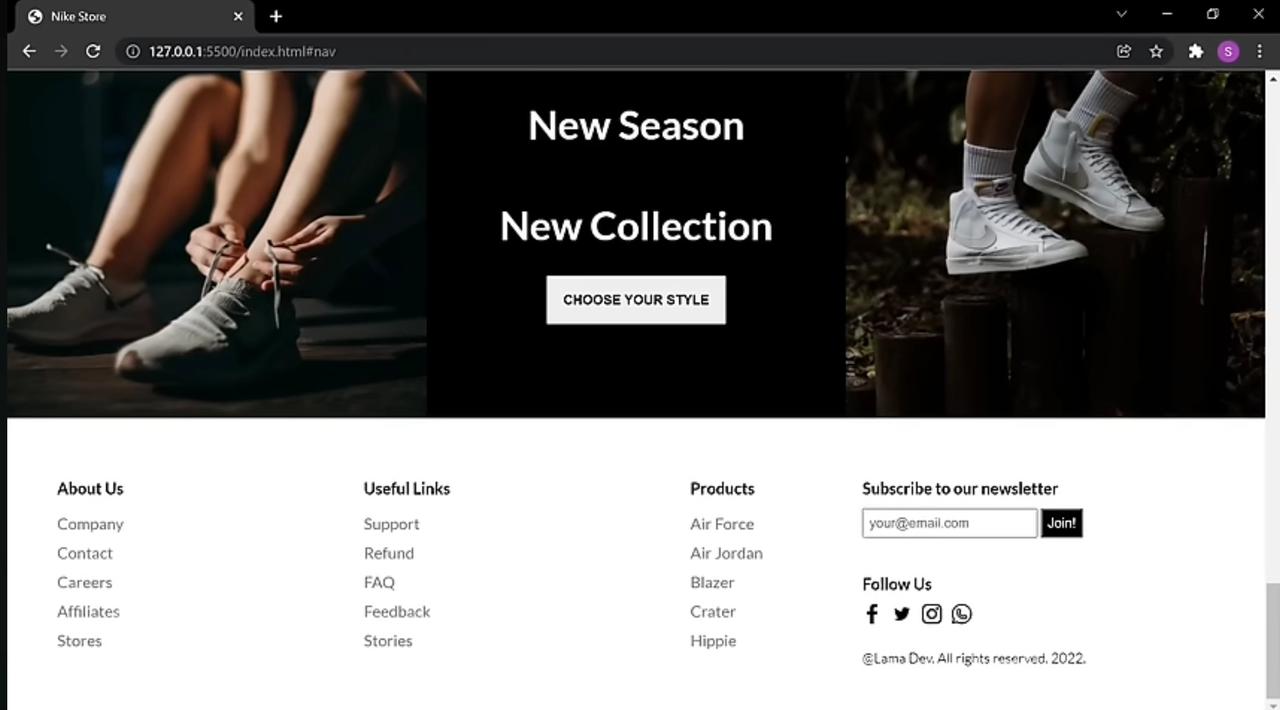 Nike Store
127.0.0.1:5500/index.html#nav
S
New Season
New Collection
CHOOSE YOUR STYLE
About Us
Company
Contact
Careers
Affiliates
Stores
Useful Links
Support
Refund
FAQ
Feedback
Stories
Products
Air Force
Air Jordan
Blazer
Crater
Hippie
Subscribe to our newsletter
your@email.com Join!
Follow Us
@Lama Dev. All rights reserved. 2022.